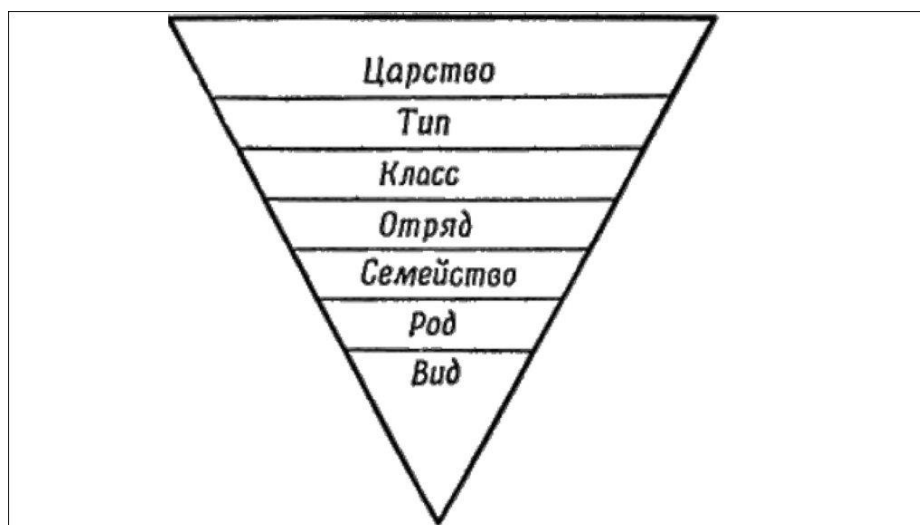 Царство
Тип
Класс
Отряд
Семейство
Род
Вид